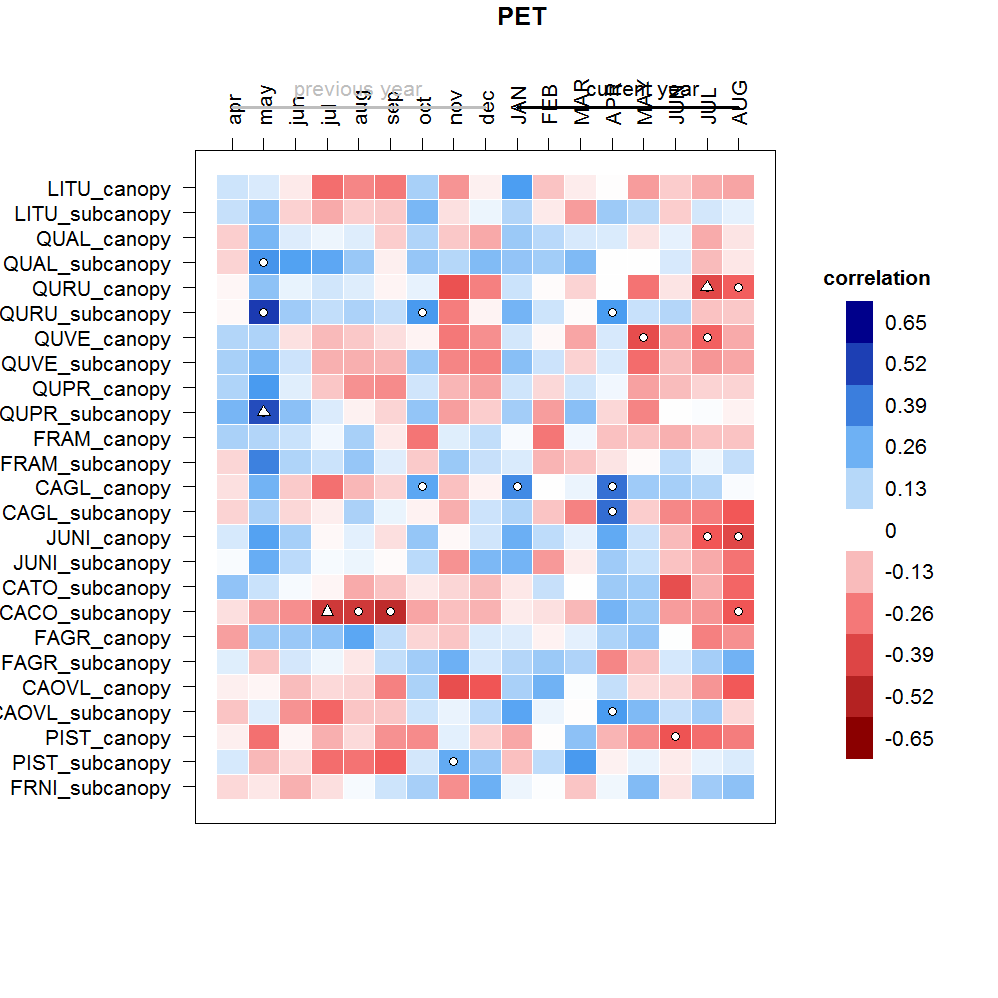 PET
previous year
current year
apr
may
jun
jul
aug
sep
oct
nov
dec
JAN
FEB
MAR
APR
MAY
JUN
JUL
AUG
LITU_canopy
LITU_subcanopy
QUAL_canopy
QUAL_subcanopy
QURU_canopy
QURU_subcanopy
QUVE_canopy
QUVE_subcanopy
QUPR_canopy
QUPR_subcanopy
FRAM_canopy
FRAM_subcanopy
CAGL_canopy
CAGL_subcanopy
JUNI_canopy
JUNI_subcanopy
CATO_subcanopy
CACO_subcanopy
FAGR_canopy
FAGR_subcanopy
CAOVL_canopy
CAOVL_subcanopy
PIST_canopy
PIST_subcanopy
FRNI_subcanopy
correlation
0.65
0.52
0.39
0.26
0.13
0
-0.13
-0.26
-0.39
-0.52
-0.65